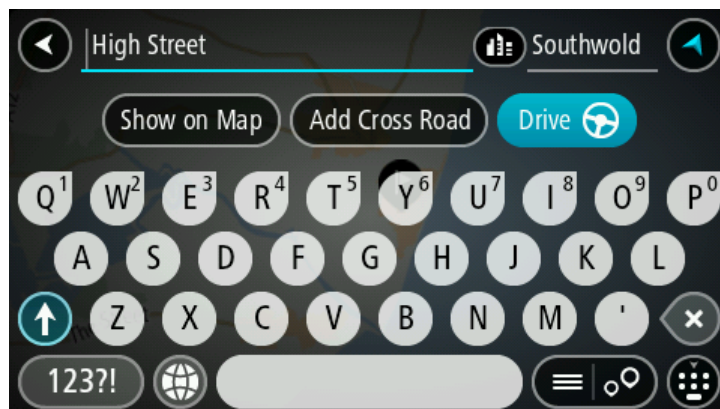 High Street Southwold
Show on Map Add Cross Road Drive
Q1 W2 E3 R4 T5 Y6 U7 I8 O9 P0
A S D F G H J K L
Z X C V B N M '
123?!